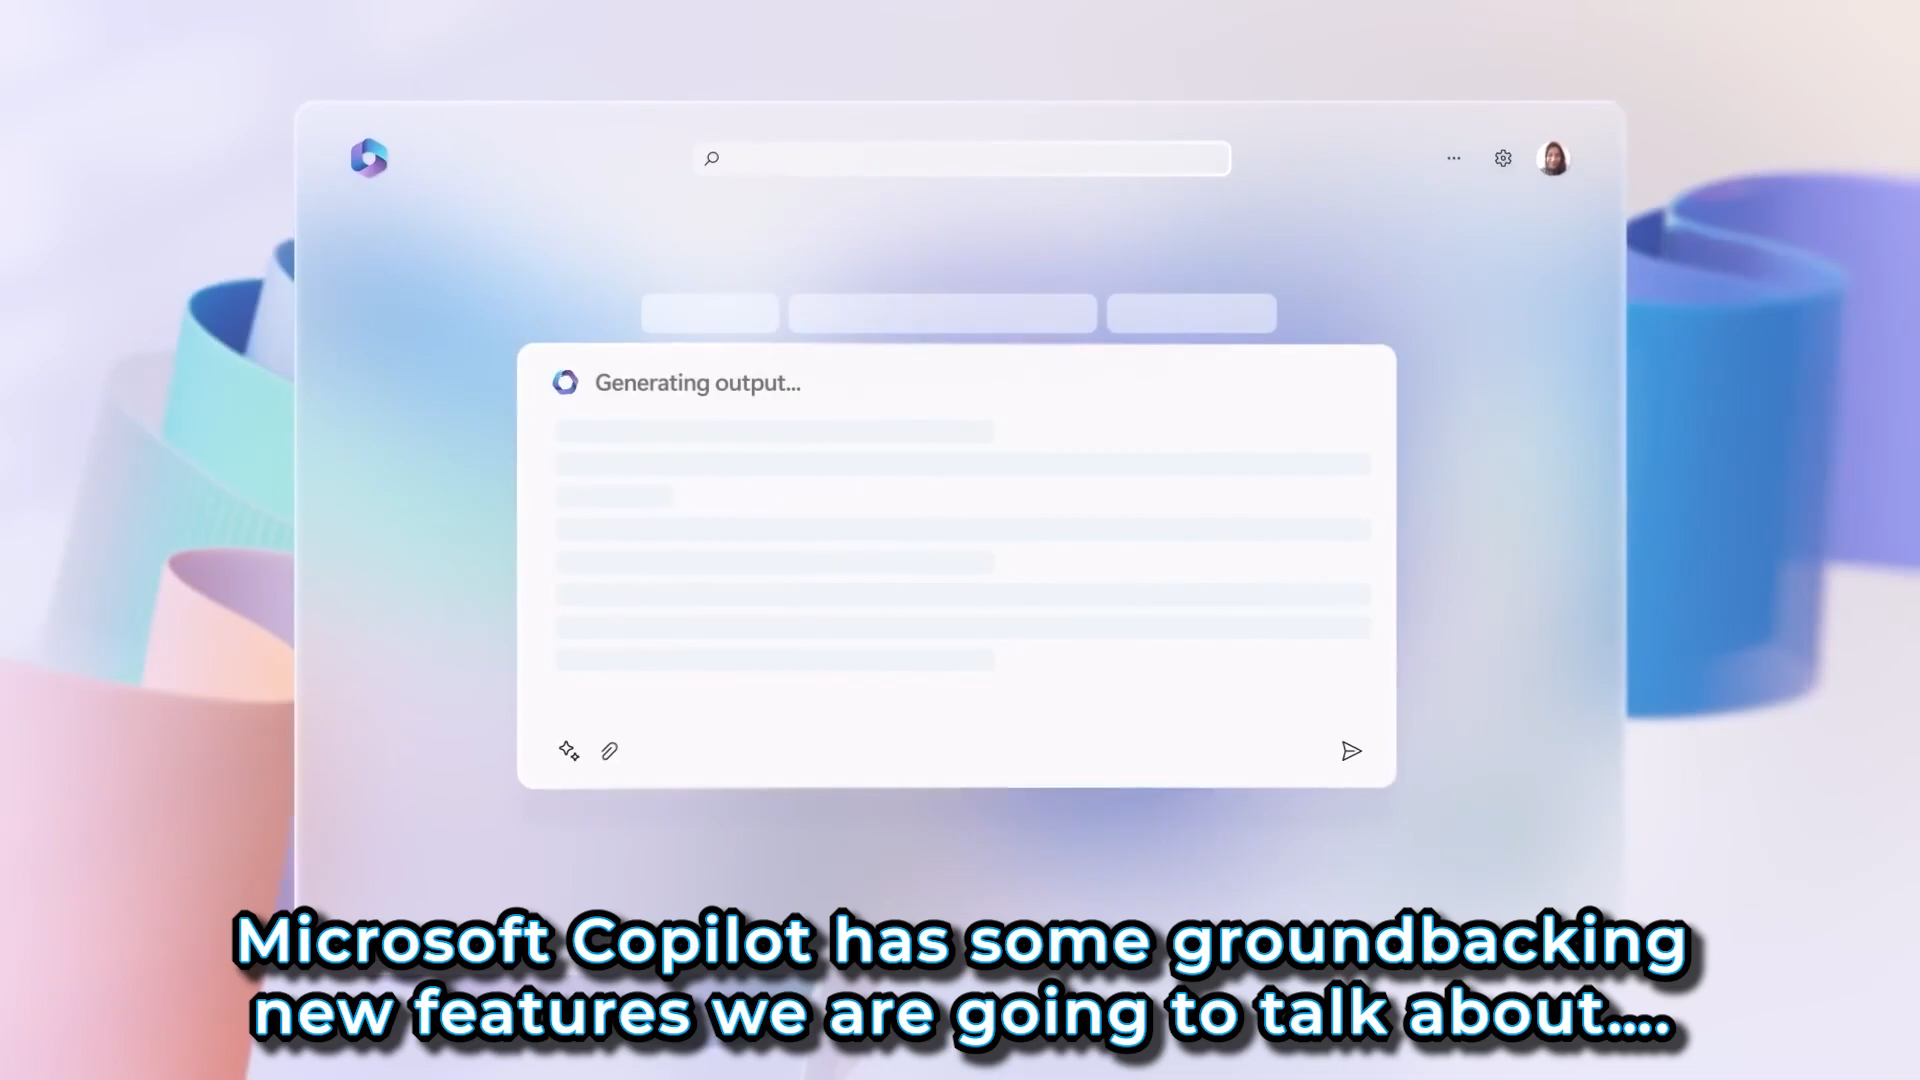 Generating output...
Microsoft Copilot has some groundbacking
new features we are going to talk about....